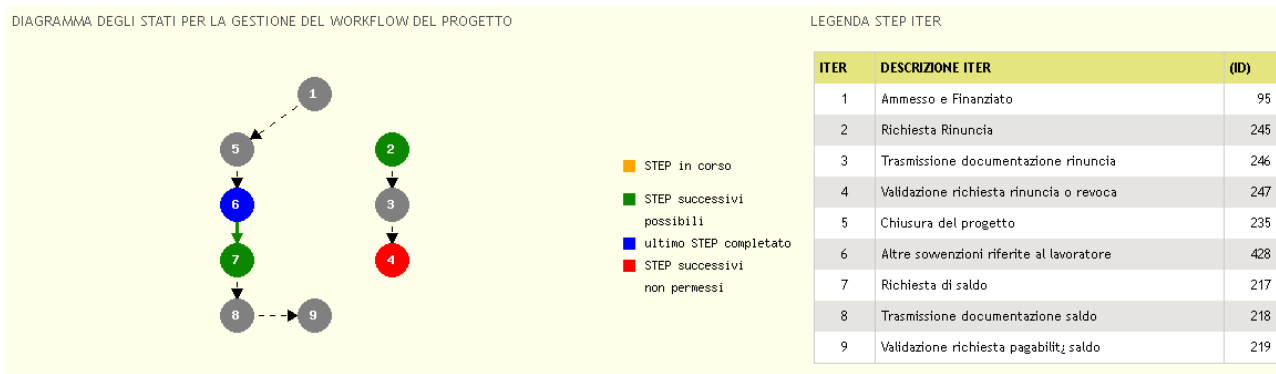 DIAGRAMMA DEGLI STATI PER LA GESTIONE DEL WORKFLOW DEL PROGETTO
1
5
2
6
3
7
4
8
9
STEP in corso
STEP successivi
possibili
ultimo STEP completato
STEP successivi
non permessi
LEGENDA STEP ITER
ITER DESCRIZIONE ITER (ID)
1 Ammesso e Finanziato 95
2 Richiesta Rinuncia 245
3 Trasmissione documentazione rinuncia 246
4 Validazione richiesta rinuncia o revoca 247
5 Chiusura del progetto 235
6 Altre sovvenzioni riferite al lavoratore 428
7 Richiesta di saldo 217
8 Trasmissione documentazione saldo 218
9 Validazione richiesta pagabilit¿ saldo 219